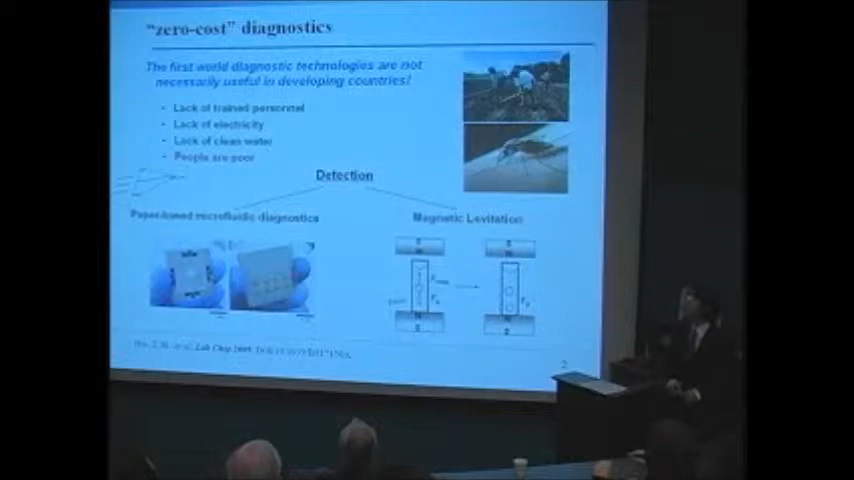 "zero-cost" diagnostics
The first world diagnostic technologies are not
necessarily useful in developing countries!
• Lack of trained personnel
• Lack of electricity
• Lack of clean water
• People are poor
Detection
Paper-based microfluidic diagnostics
Magnetic Levitation
et al. Lab Chip
2